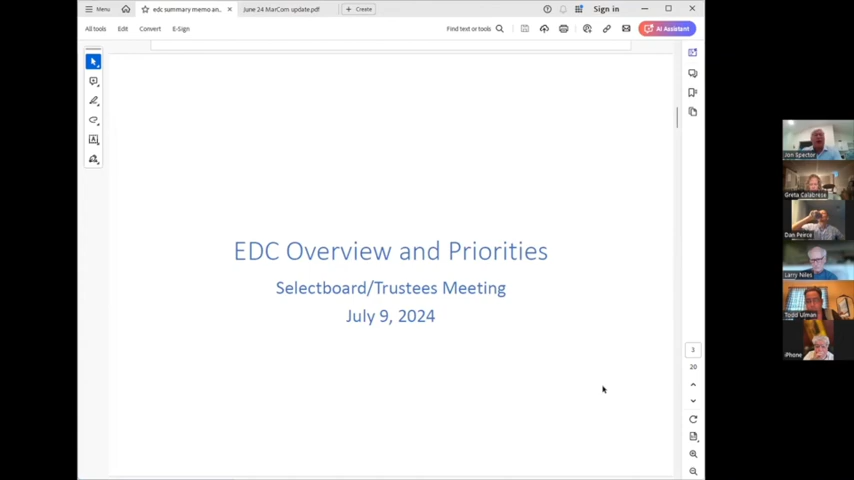 Menu
edc summary memo an...
June 24 MarCom update.pdf
Create
Sign in
All tools
Edit
Convert
E-Sign
Find text or tools
AI Assistant
EDC Overview and Priorities
Selectboard/Trustees Meeting
July 9, 2024
3
20
Jon Spector
Greta Calabrese
Dan Peirce
Larry Niles
Todd Ulman
iPhone